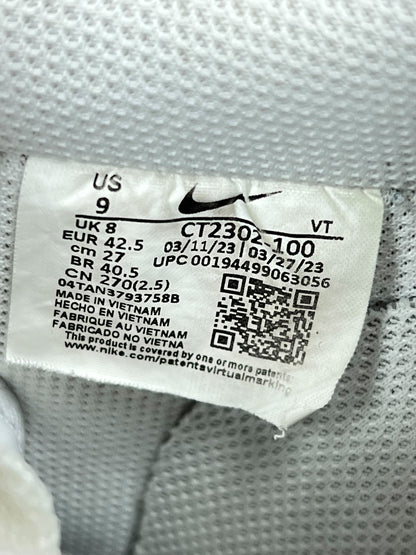 US
9
VT
UK 8 CT2302-100
EUR 42.5 03/11/23 | 03/27/23
cm 27 UPC 00194499063056
BR 40.5
CN 270(2.5)
04TAN3793758B
MADE IN VIETNAM
HECHO EN VIETNAM
FABRIQUE AU VIETNAM
FABRICADO NO VIETNA
This product is covered by one or more patents
www.nike.com/patentsvirtualmarking